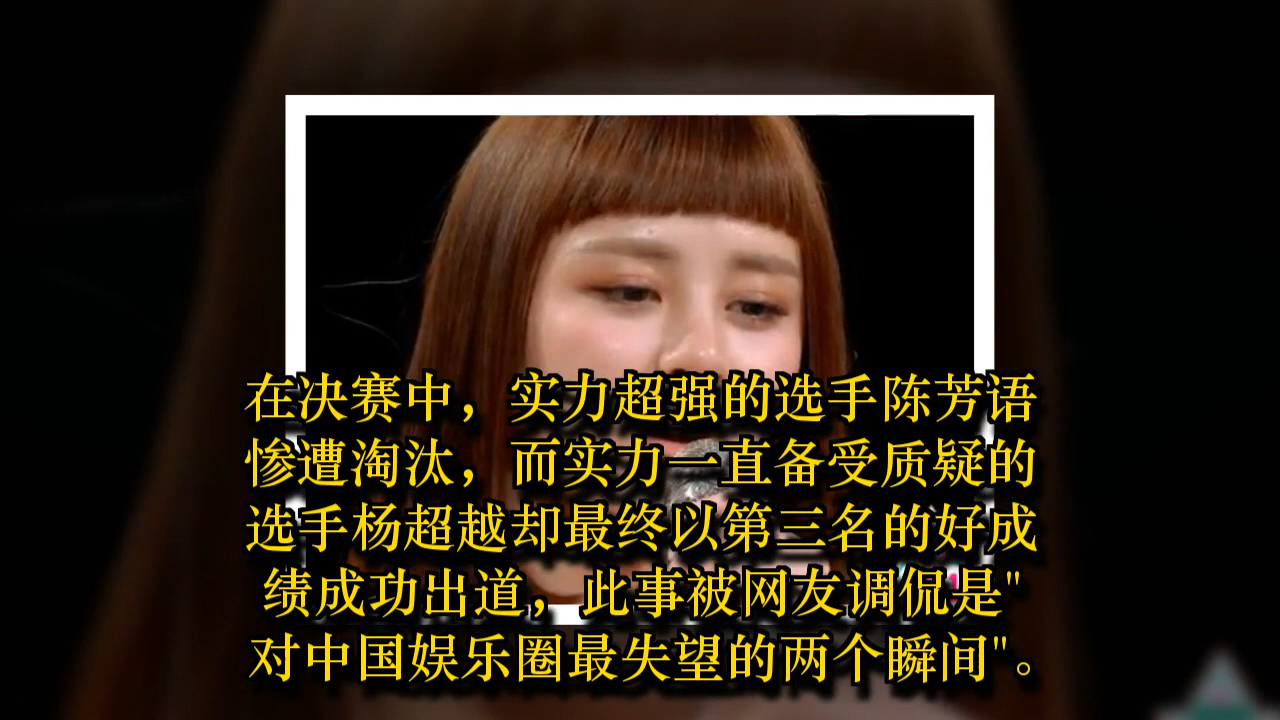 在决赛中，实力超强的选手陈芳语
惨遭淘汰，而实力一直备受质疑的
选手杨超越却最终以第三名的好成
绩成功出道，此事被网友调侃是"
对中国娱乐圈最失望的两个瞬间"。